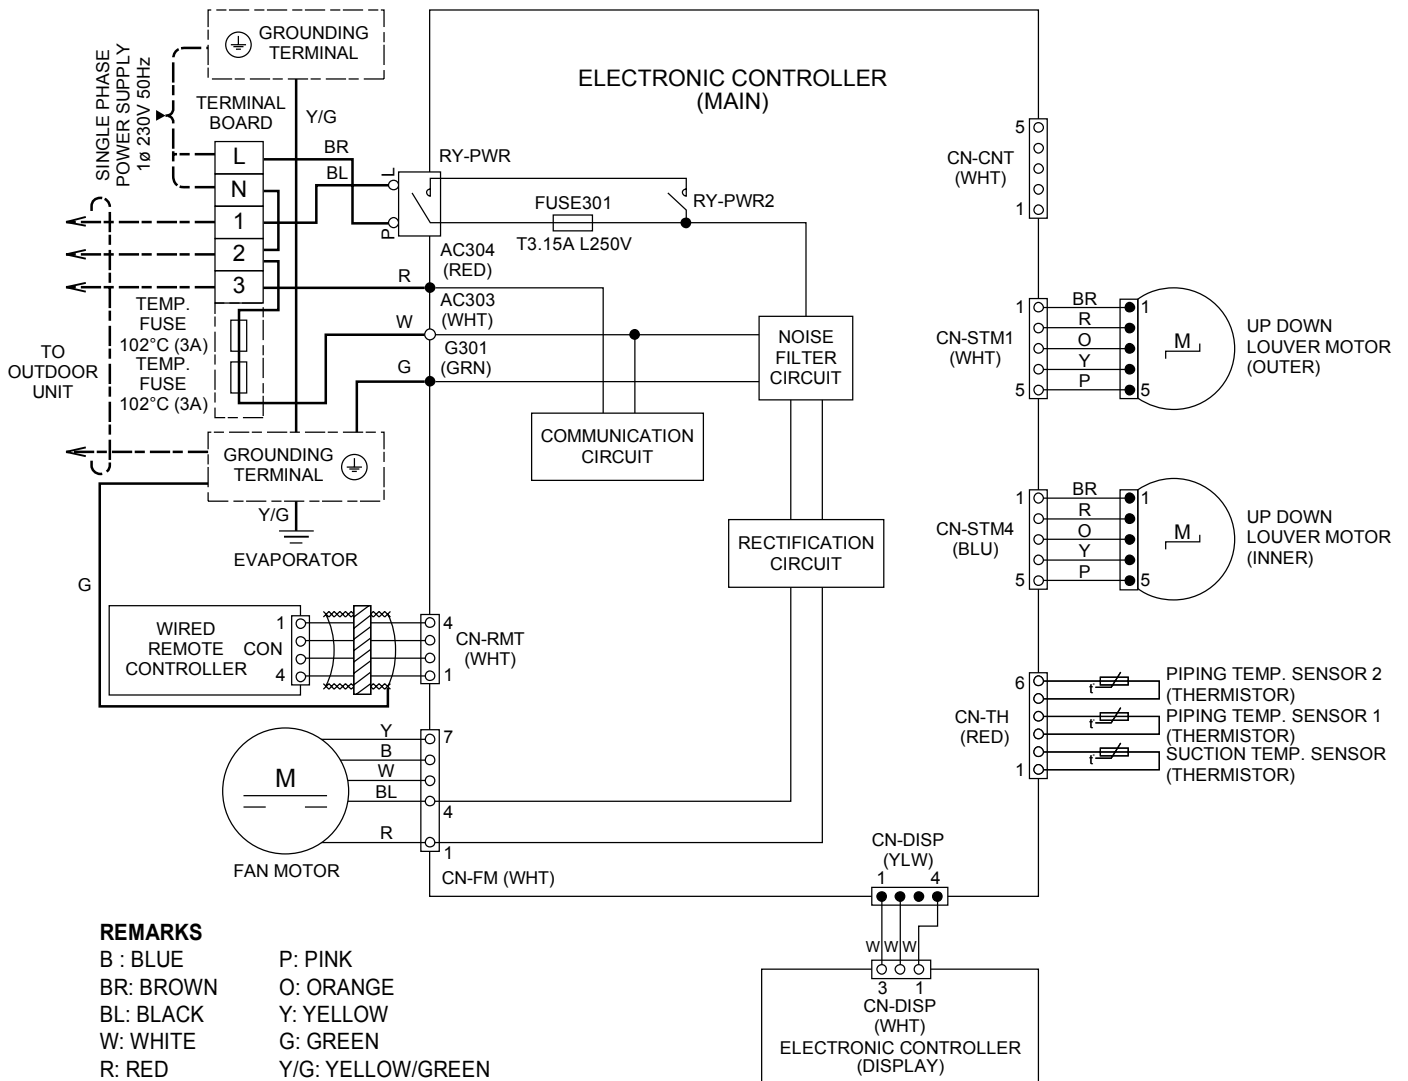 GROUNDING
TERMINAL
SINGLE PHASE
POWER SUPPLY
1ø 230V 50Hz
TERMINAL
BOARD
Y/G
L
N
1
2
3
BR
BL
L
P
RY-PWR
ELECTRONIC CONTROLLER
(MAIN)
FUSE301
T3.15A L250V
RY-PWR2
R
AC304
(RED)
W
AC303
(WHT)
G
G301
(GRN)
TEMP.
FUSE
102°C (3A)
TEMP.
FUSE
102°C (3A)
TO
OUTDOOR
UNIT
NOISE
FILTER
CIRCUIT
COMMUNICATION
CIRCUIT
RECTIFICATION
CIRCUIT
GROUNDING
TERMINAL
Y/G
EVAPORATOR
G
WIRED
REMOTE
CONTROLLER
CON
1
4
4
1
CN-RMT
(WHT)
M
FAN MOTOR
Y
B
W
BL
R
7
4
1
CN-FM (WHT)
5
1
CN-CNT
(WHT)
CN-STM1
(WHT)
1
5
BR
R
O
Y
P
1
5
M
UP DOWN
LOUVER MOTOR
(OUTER)
CN-STM4
(BLU)
1
5
BR
R
O
Y
P
1
5
M
UP DOWN
LOUVER MOTOR
(INNER)
CN-TH
(RED)
6
1
t
PIPING TEMP. SENSOR 2
(THERMISTOR)
t
PIPING TEMP. SENSOR 1
(THERMISTOR)
t
SUCTION TEMP. SENSOR
(THERMISTOR)
CN-DISP
(YLW)
1 4
W W W
3 1
CN-DISP
(WHT)
ELECTRONIC CONTROLLER
(DISPLAY)
REMARKS
B : BLUE
BR: BROWN
BL: BLACK
W: WHITE
R: RED
P: PINK
O: ORANGE
Y: YELLOW
G: GREEN
Y/G: YELLOW/GREEN